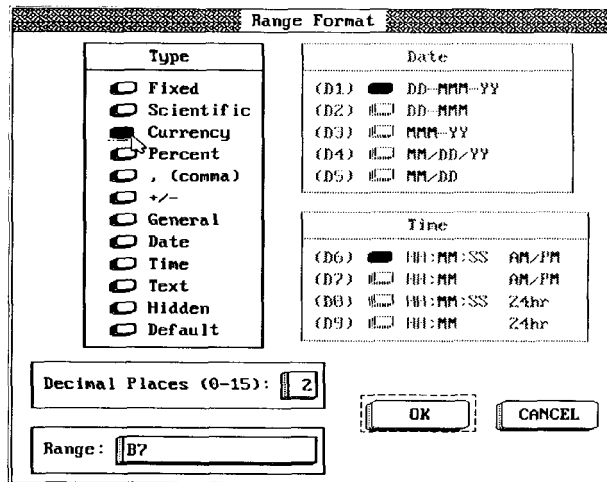 Range Format
Type
Fixed
Scientific
Currency
Percent
, (comma)
+/-
General
Date
Time
Text
Hidden
Default
Date
(D1) DD-MMM-YY
(D2) DD-MMM
(D3) MMM-YY
(D4) MM/DD/YY
(D5) MM/DD
Time
(D6) HH:MM:SS AM/PM
(D7) HH:MM AM/PM
(D8) HH:MM:SS 24hr
(D9) HH:MM 24hr
Decimal Places (0-15): 2
Range: B7
OK
CANCEL